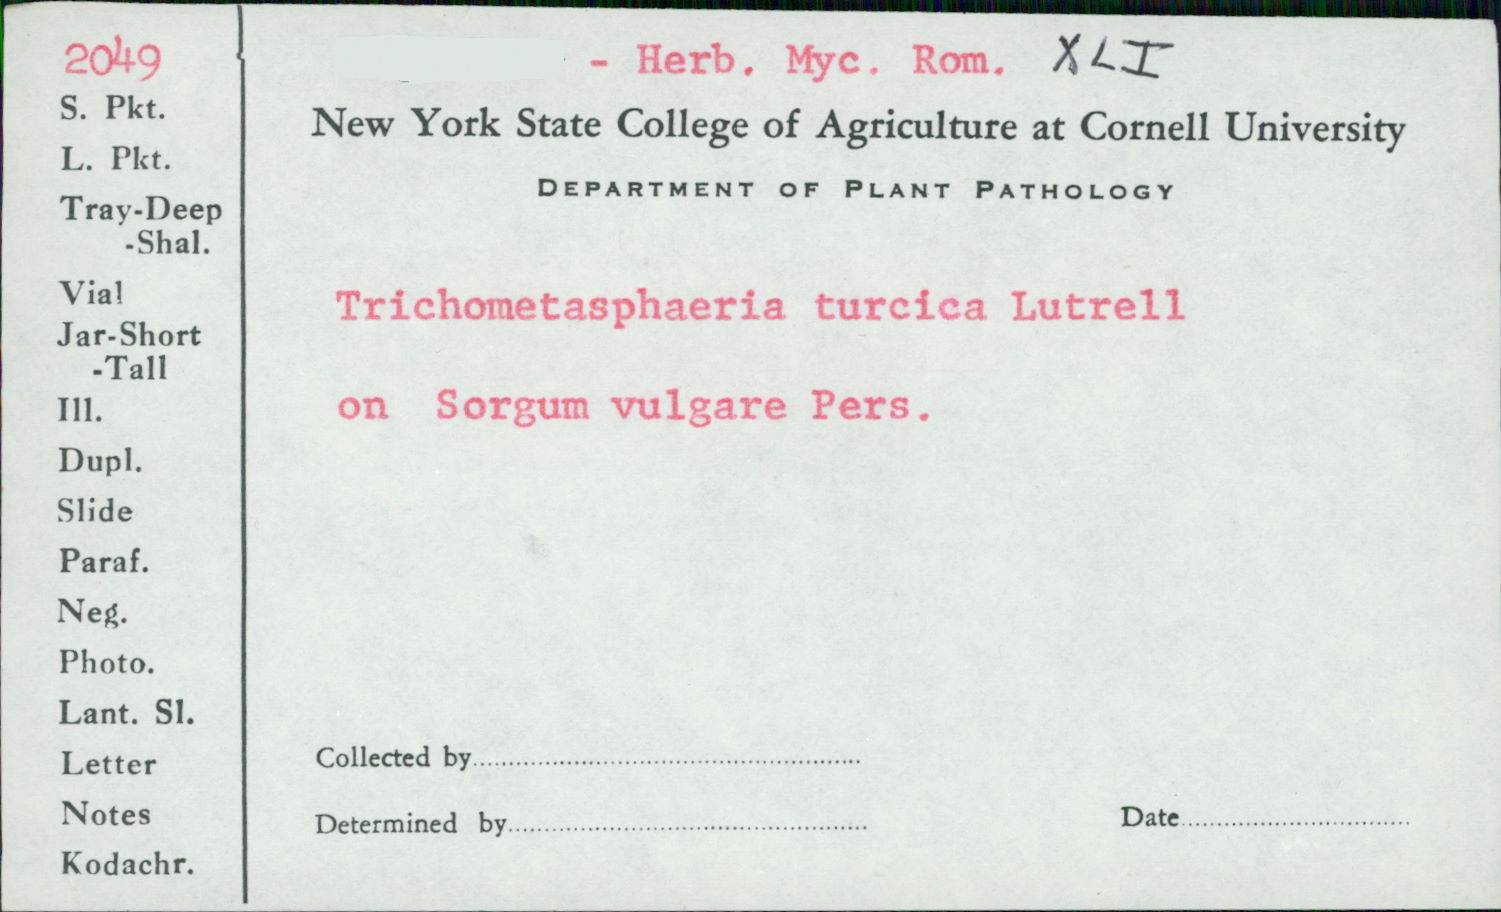 2049
- Herb. Myc. Rom. XLI
New York State College of Agriculture at Cornell University
DEPARTMENT OF PLANT PATHOLOGY
S. Pkt.
L. Pkt.
Tray-Deep
-Shal.
Vial
Jar-Short
-Tall
Ill.
Dupl.
Slide
Paraf.
Neg.
Photo.
Lant. Sl.
Letter
Notes
Kodachr.
Trichometasphaeria turcica Lutrell
on Sorgum vulgare Pers.
Collected by
Determined by
Date